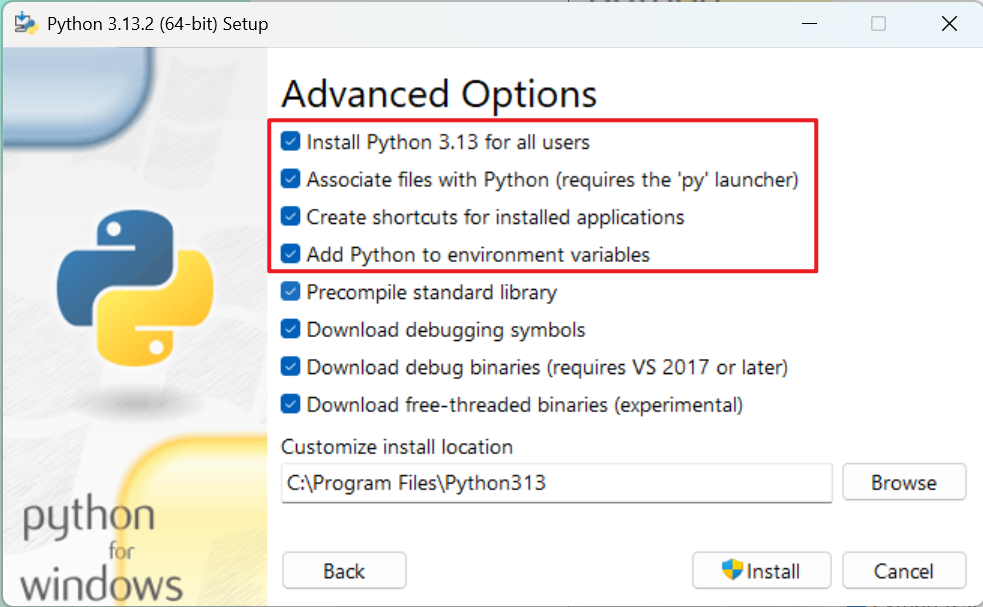 Python 3.13.2 (64-bit) Setup
Advanced Options
Install Python 3.13 for all users
Associate files with Python (requires the 'py' launcher)
Create shortcuts for installed applications
Add Python to environment variables
Precompile standard library
Download debugging symbols
Download debug binaries (requires VS 2017 or later)
Download free-threaded binaries (experimental)
Customize install location
C:\Program Files\Python313
Browse
python
for
windows
Back
Install
Cancel